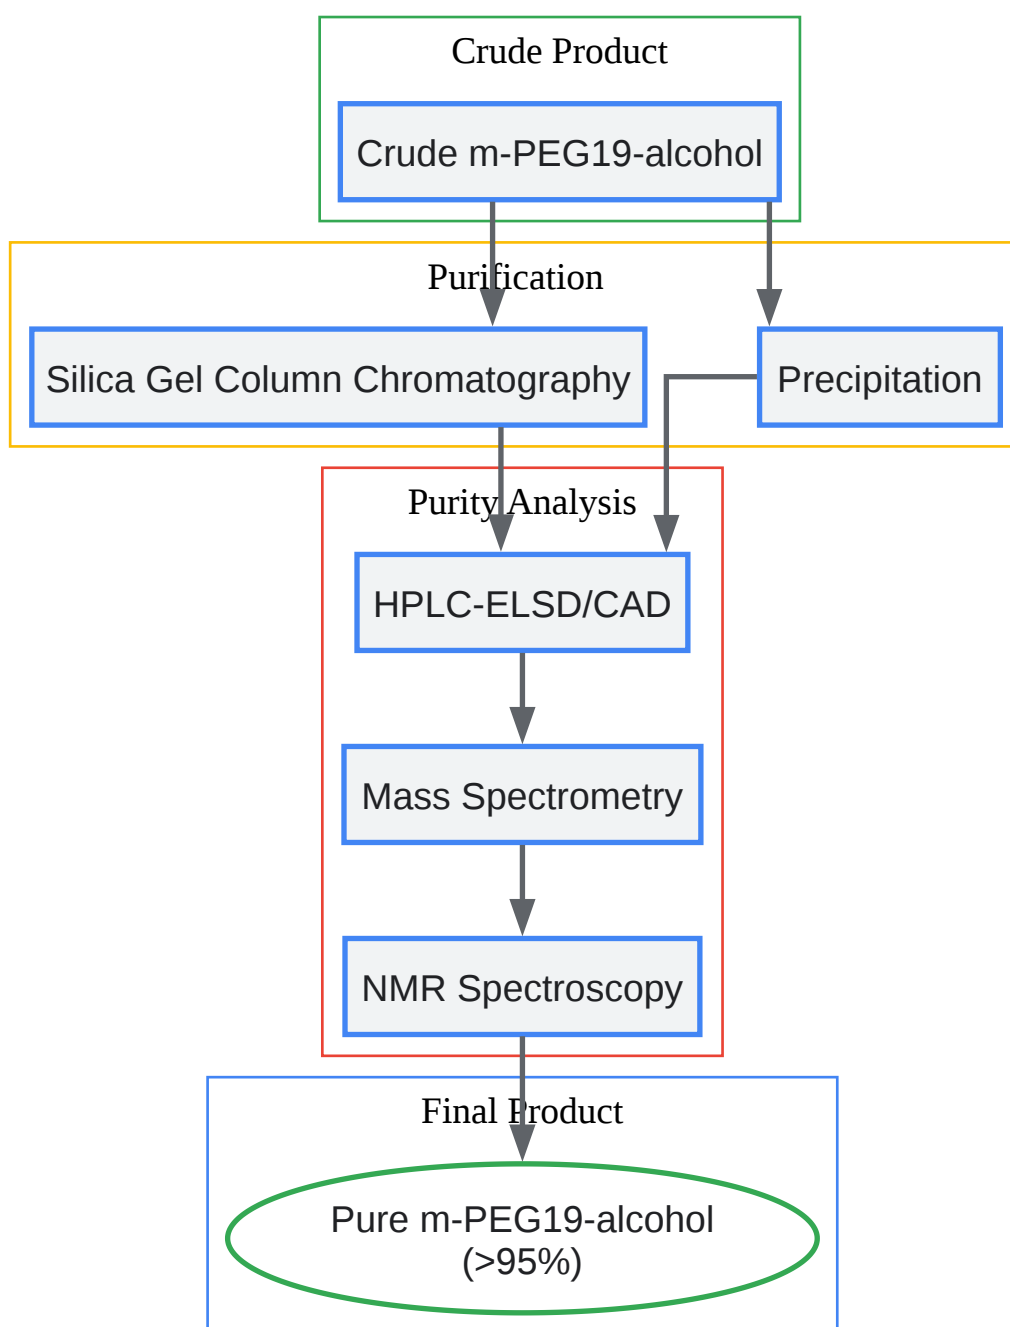 Crude Product
Crude m-PEG19-alcohol
Purification
Silica Gel Column Chromatography
Precipitation
Purity Analysis
HPLC-ELSD/CAD
Mass Spectrometry
NMR Spectroscopy
Final Product
Pure m-PEG19-alcohol
(>95%)